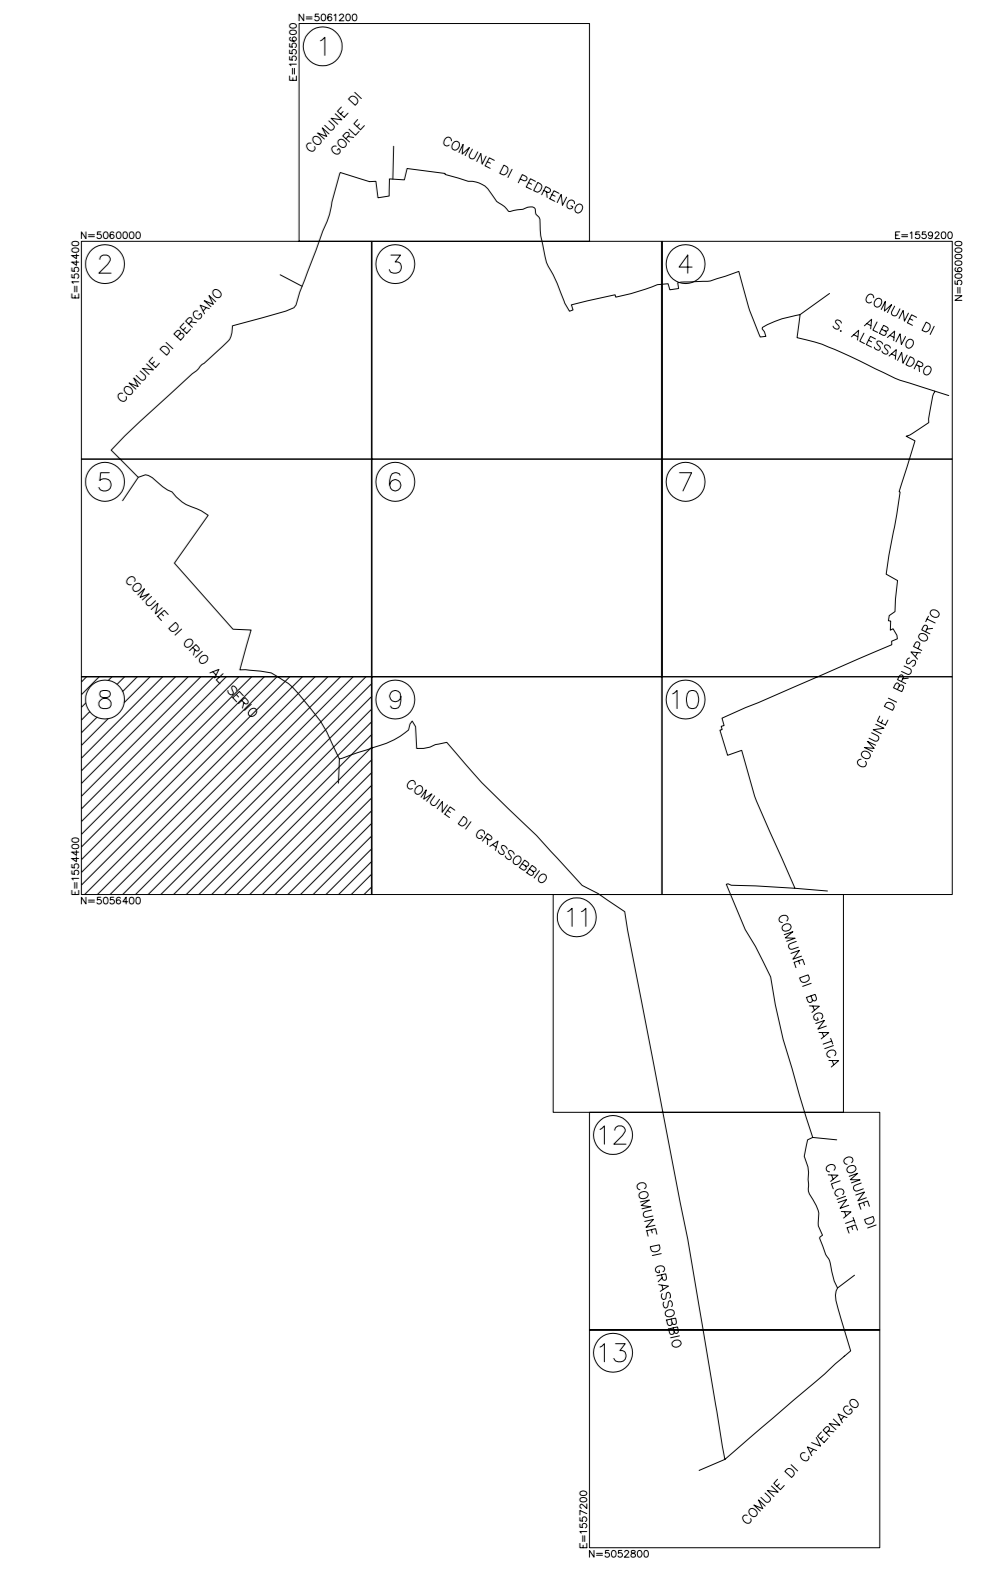 N=5061200
E=1555600
1
COMUNE DI
GORLE
COMUNE DI PEDRENGO
N=5060000
E=1559200
E=1554400
N=5060000
2
3
4
COMUNE DI BERGAMO
COMUNE DI
ALBANO
S. ALESSANDRO
5
6
7
COMUNE DI ORIO AL SERIO
COMUNE DI BRUSAPORTO
8
9
10
COMUNE DI GRASSOBBIO
E=1554400
N=5056400
11
COMUNE DI BAGNATICA
12
COMUNE DI
CALCINATE
COMUNE DI GRASSOBBIO
13
COMUNE DI CAVERNAGO
E=1557200
N=5052800